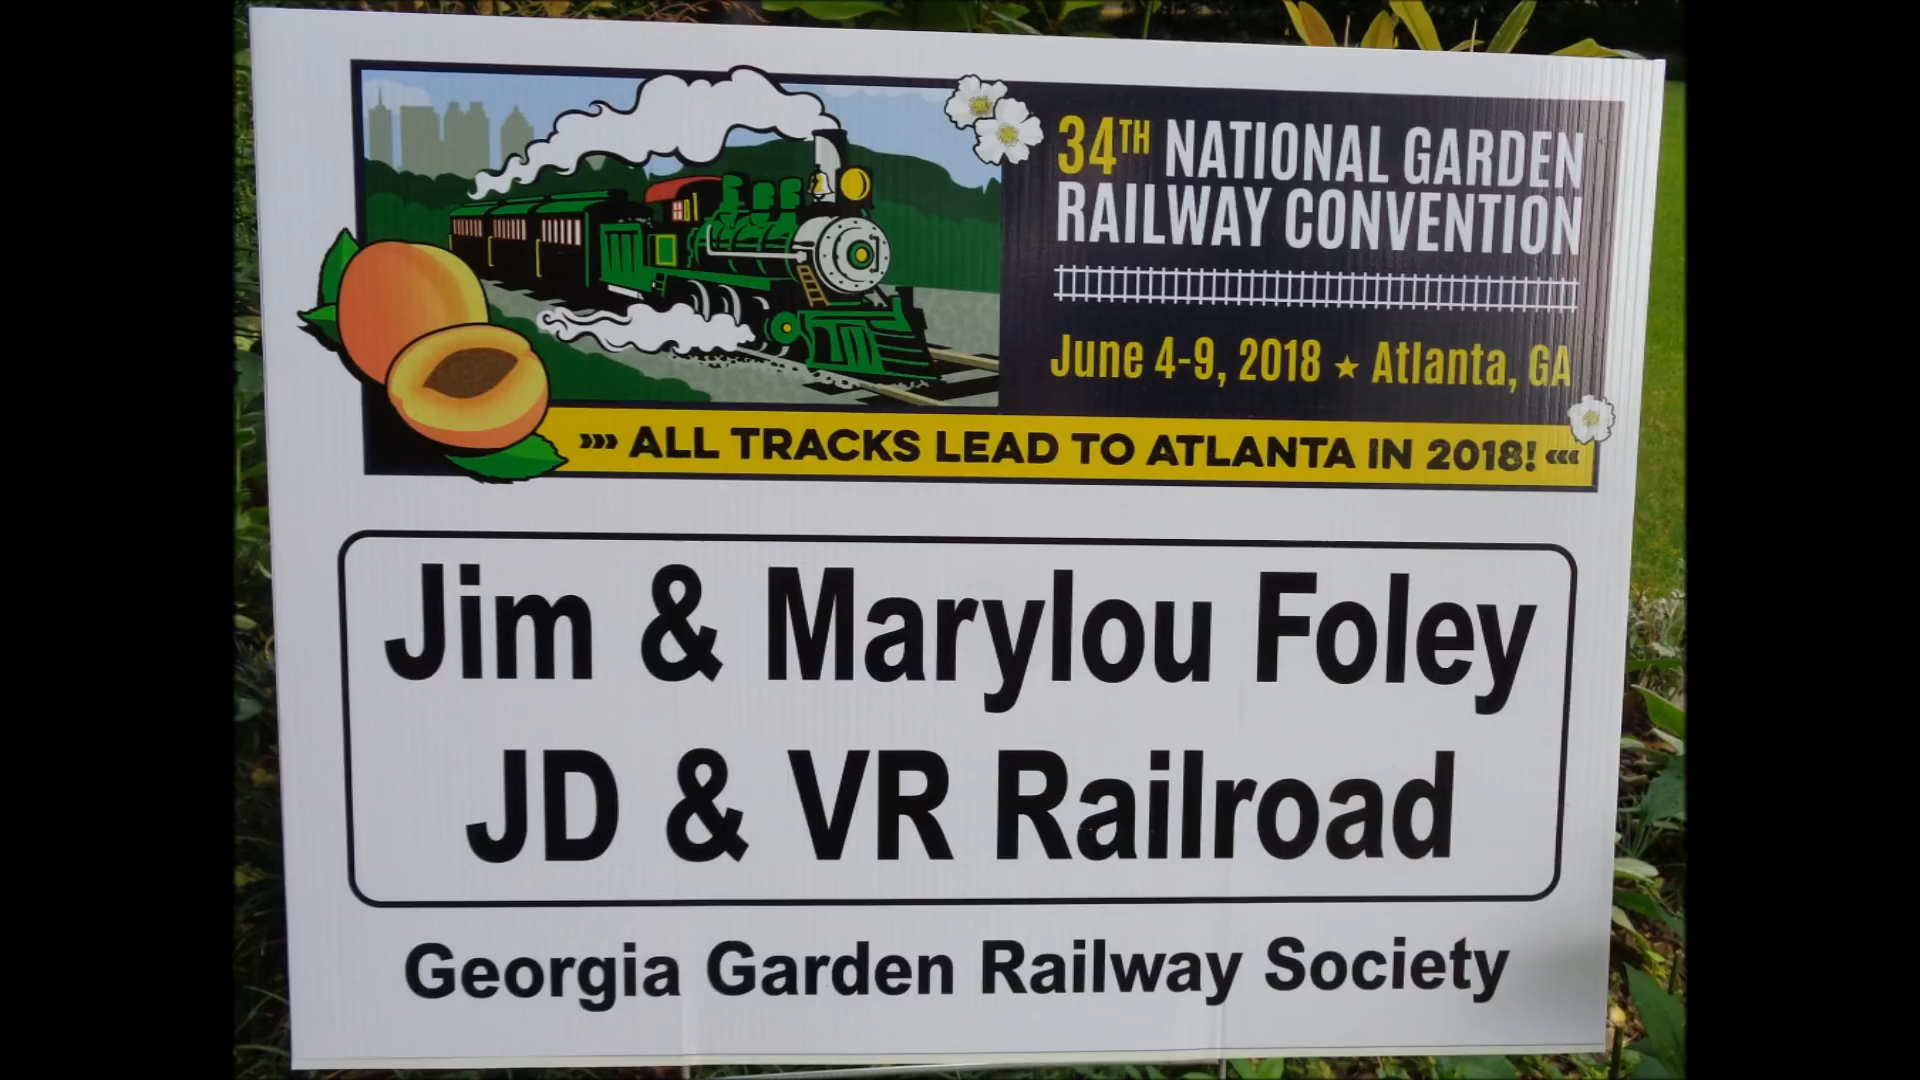 34TH NATIONAL GARDEN
RAILWAY CONVENTION
June 4-9, 2018 ★ Atlanta, GA
››› ALL TRACKS LEAD TO ATLANTA IN 2018! ‹‹‹
Jim & Marylou Foley
JD & VR Railroad
Georgia Garden Railway Society